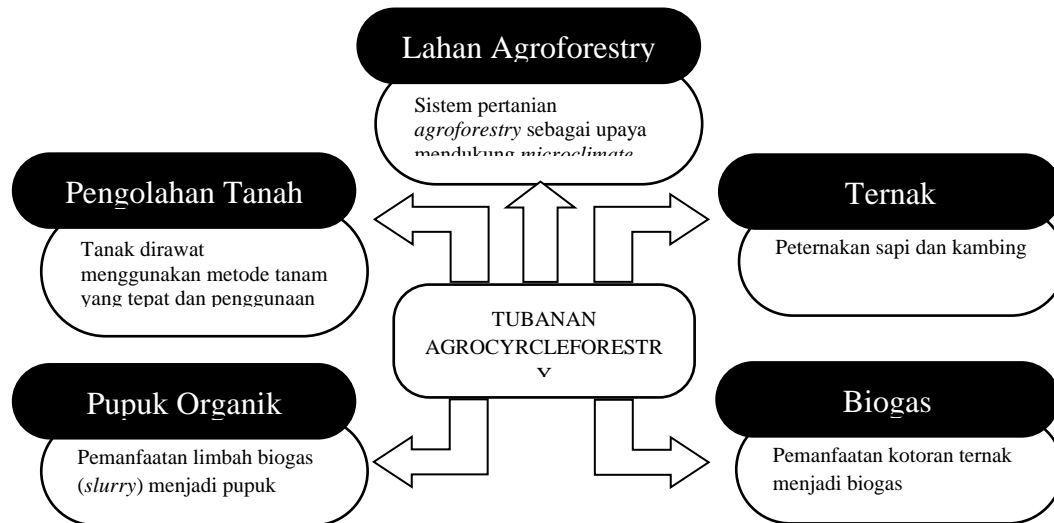 Lahan Agroforestry
Sistem pertanian
agroforestry sebagai upaya
mendukung microclimate
Pengolahan Tanah
Tanak dirawat
menggunakan metode tanam
yang tepat dan penggunaan
Ternak
Peternakan sapi dan kambing
TUBANAN
AGROCYRCLEFORESTR
Y
Pupuk Organik
Pemanfaatan limbah biogas
(slurry) menjadi pupuk
Biogas
Pemanfaatan kotoran ternak
menjadi biogas